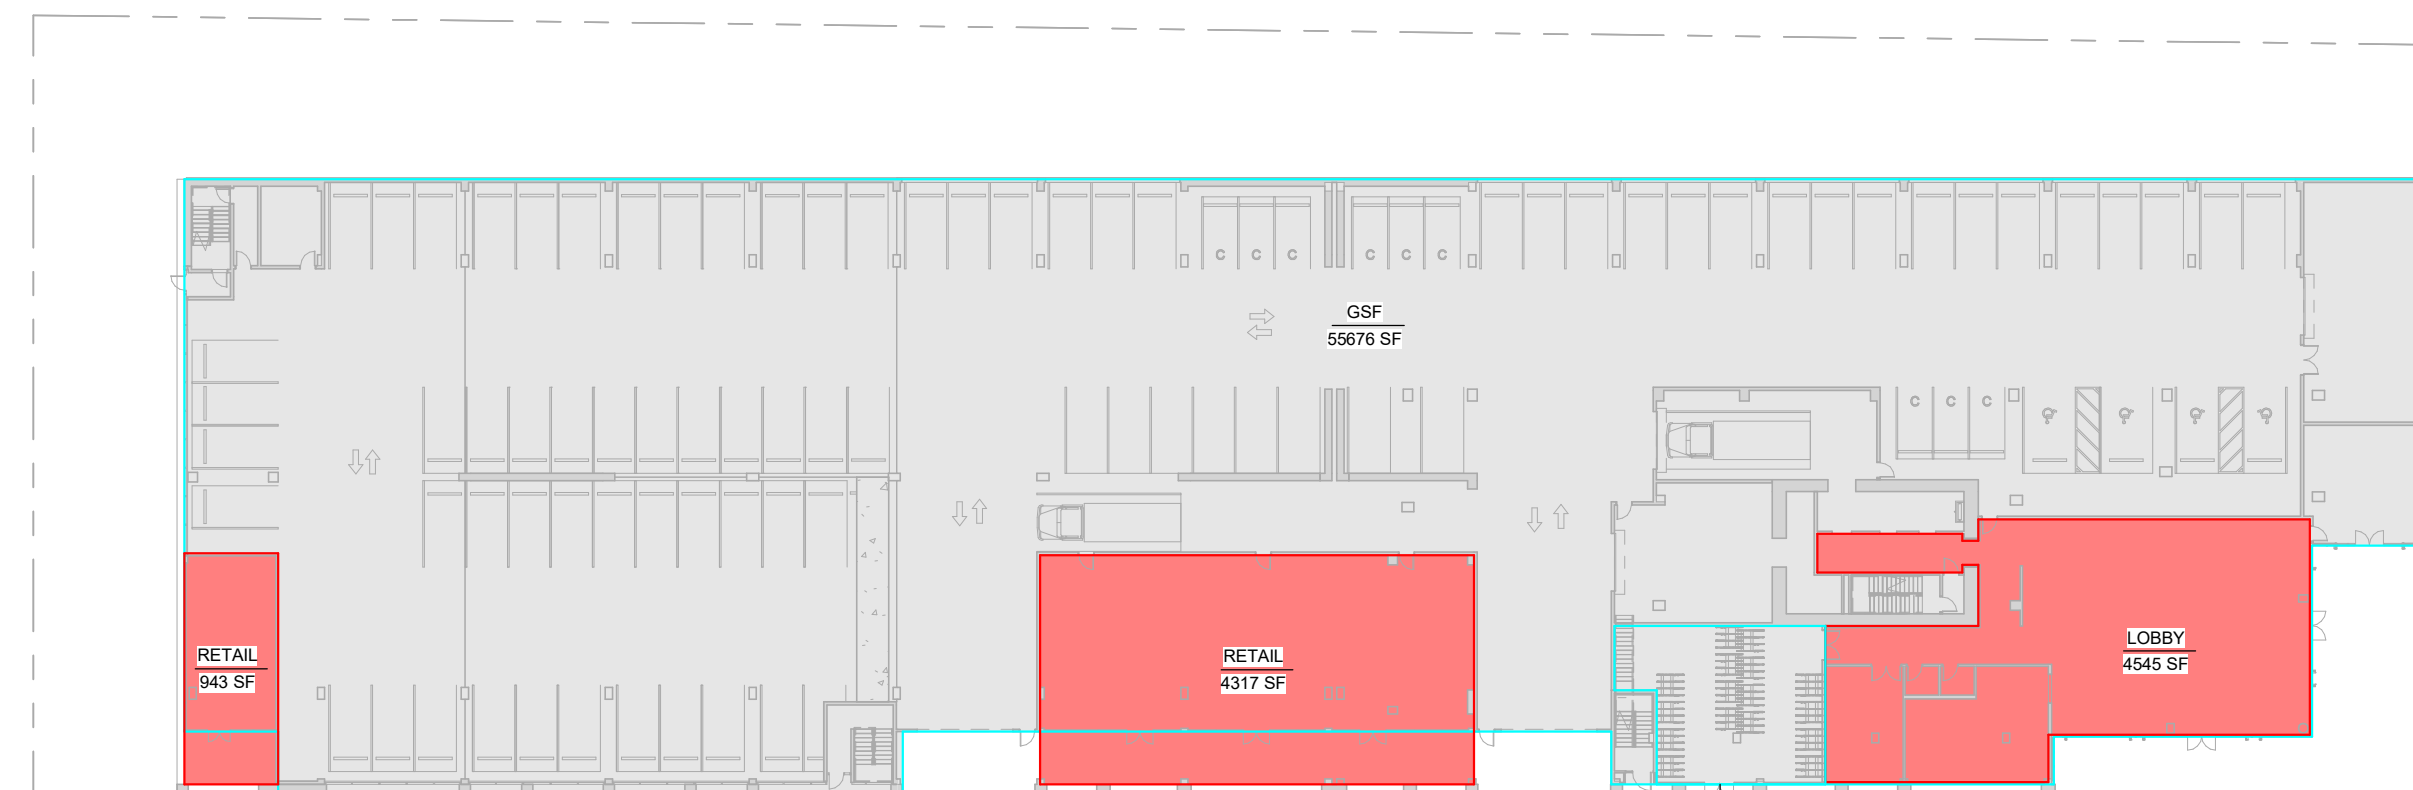 C C C C C C
GSF
55676 SF
C C C
RETAIL
943 SF
RETAIL
4317 SF
LOBBY
4545 SF